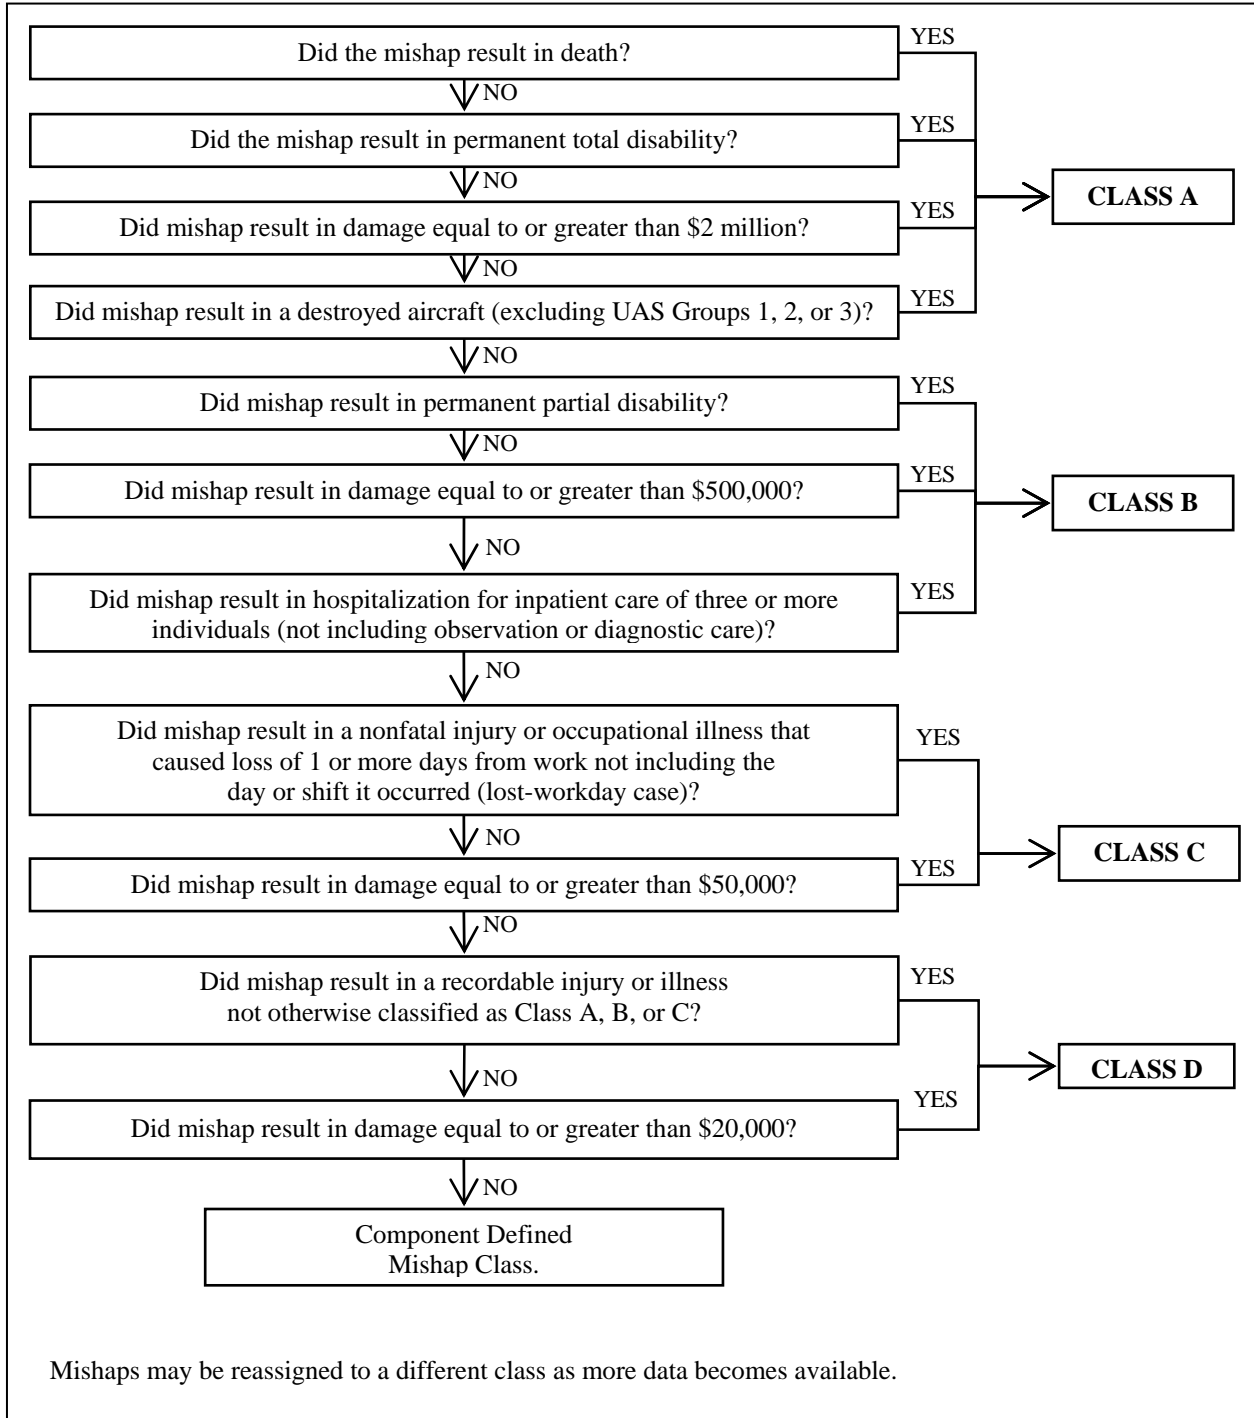 Did the mishap result in death?
YES
NO
Did the mishap result in permanent total disability?
YES
NO
CLASS A
Did mishap result in damage equal to or greater than $2 million?
YES
NO
Did mishap result in a destroyed aircraft (excluding UAS Groups 1, 2, or 3)?
YES
NO
Did mishap result in permanent partial disability?
YES
NO
Did mishap result in damage equal to or greater than $500,000?
YES
CLASS B
NO
Did mishap result in hospitalization for inpatient care of three or more
individuals (not including observation or diagnostic care)?
YES
NO
Did mishap result in a nonfatal injury or occupational illness that
caused loss of 1 or more days from work not including the
day or shift it occurred (lost-workday case)?
YES
NO
CLASS C
Did mishap result in damage equal to or greater than $50,000?
YES
NO
Did mishap result in a recordable injury or illness
not otherwise classified as Class A, B, or C?
YES
NO
CLASS D
Did mishap result in damage equal to or greater than $20,000?
YES
NO
Component Defined
Mishap Class.
Mishaps may be reassigned to a different class as more data becomes available.